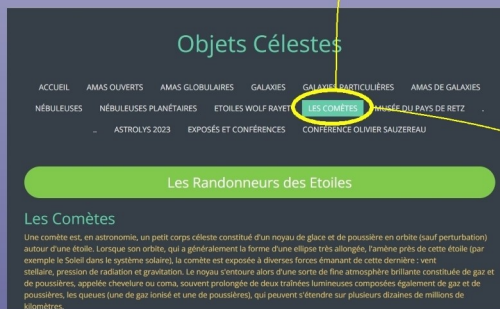 Objets Célestes
ACCUEIL AMAS OUVERTS AMAS GLOBULAIRES GALAXIES GALAXIES PARTICULIÈRES AMAS DE GALAXIES
NÉBULEUSES NÉBULEUSES PLANÉTAIRES ETOILES WOLF RAYET LES COMÈTES MUSÉE DU PAYS DE RETZ .
.. ASTROLYS 2023 EXPOSÉS ET CONFÉRENCES CONFÉRENCE OLIVIER SAUZEREAU
Les Randonneurs des Etoiles
Les Comètes
Une comète est, en astronomie, un petit corps céleste constitué d'un noyau de glace et de poussière en orbite (sauf perturbation)
autour d'une étoile. Lorsque son orbite, qui a généralement la forme d'une ellipse très allongée, l'amène près de cette étoile (par
exemple le Soleil dans le système solaire), la comète est exposée à diverses forces émanant de cette dernière : vent
stellaire, pression de radiation et gravitation. Le noyau s'entoure alors d'une sorte de fine atmosphère brillante constituée de gaz et
de poussières, appelée chevelure ou coma, souvent prolongée de deux traînées lumineuses composées également de gaz et de
poussières, les queues (une de gaz ionisé et une de poussières), qui peuvent s'étendre sur plusieurs dizaines de millions de
kilomètres.